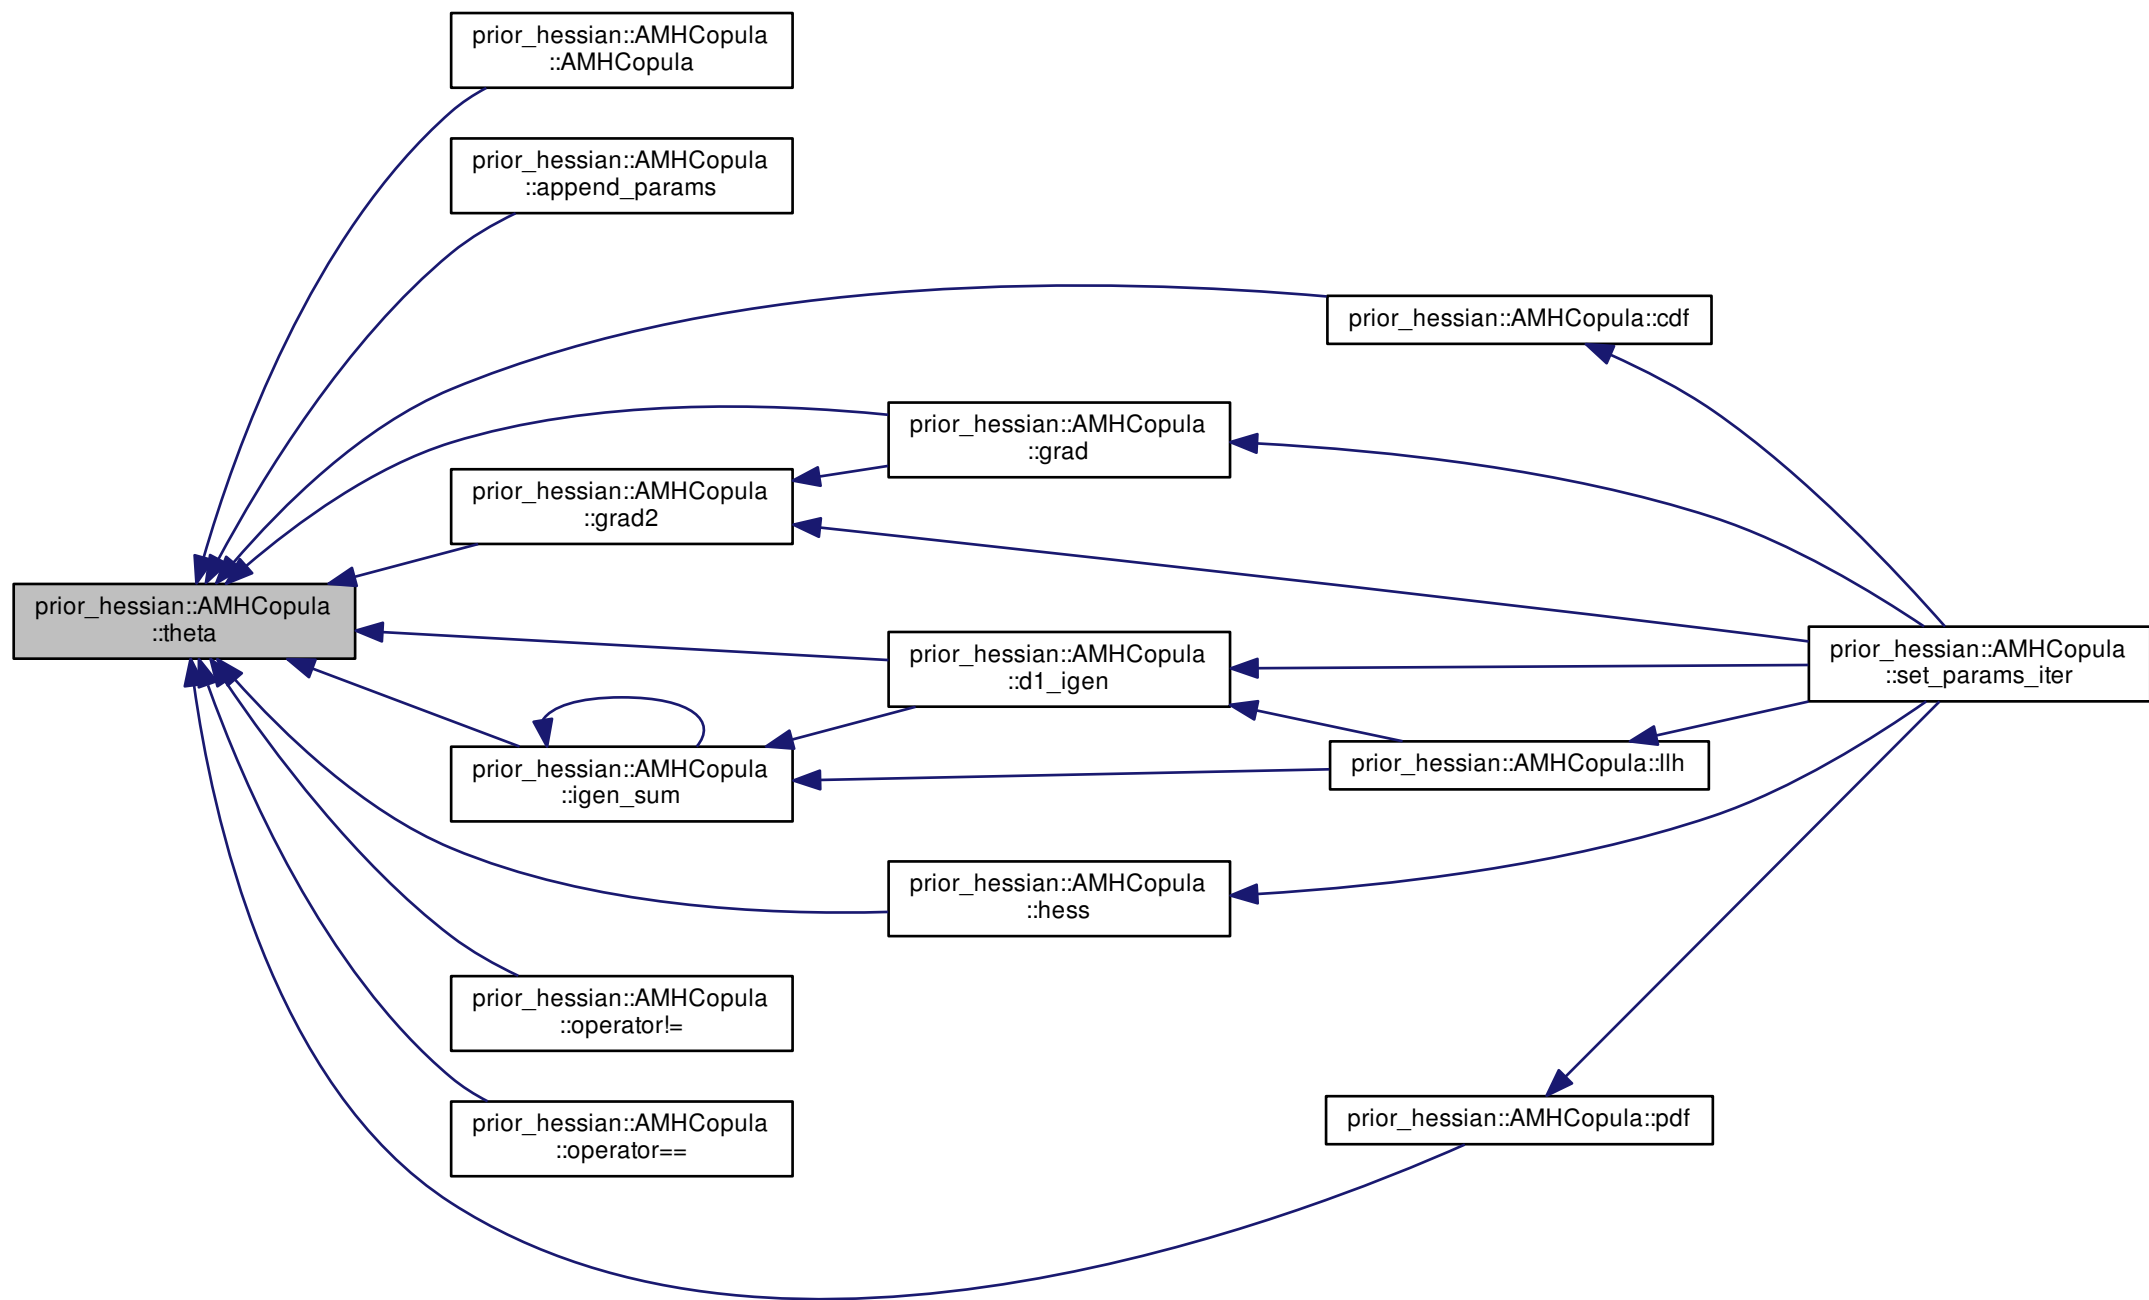 prior_hessian::AMHCopula
::AMHCopula
prior_hessian::AMHCopula
::append_params
prior_hessian::AMHCopula::cdf
prior_hessian::AMHCopula
::grad
prior_hessian::AMHCopula
::grad2
prior_hessian::AMHCopula
::theta
prior_hessian::AMHCopula
::d1_igen
prior_hessian::AMHCopula
::set_params_iter
prior_hessian::AMHCopula
::igen_sum
prior_hessian::AMHCopula::llh
prior_hessian::AMHCopula
::hess
prior_hessian::AMHCopula
::operator!=
prior_hessian::AMHCopula
::operator==
prior_hessian::AMHCopula::pdf